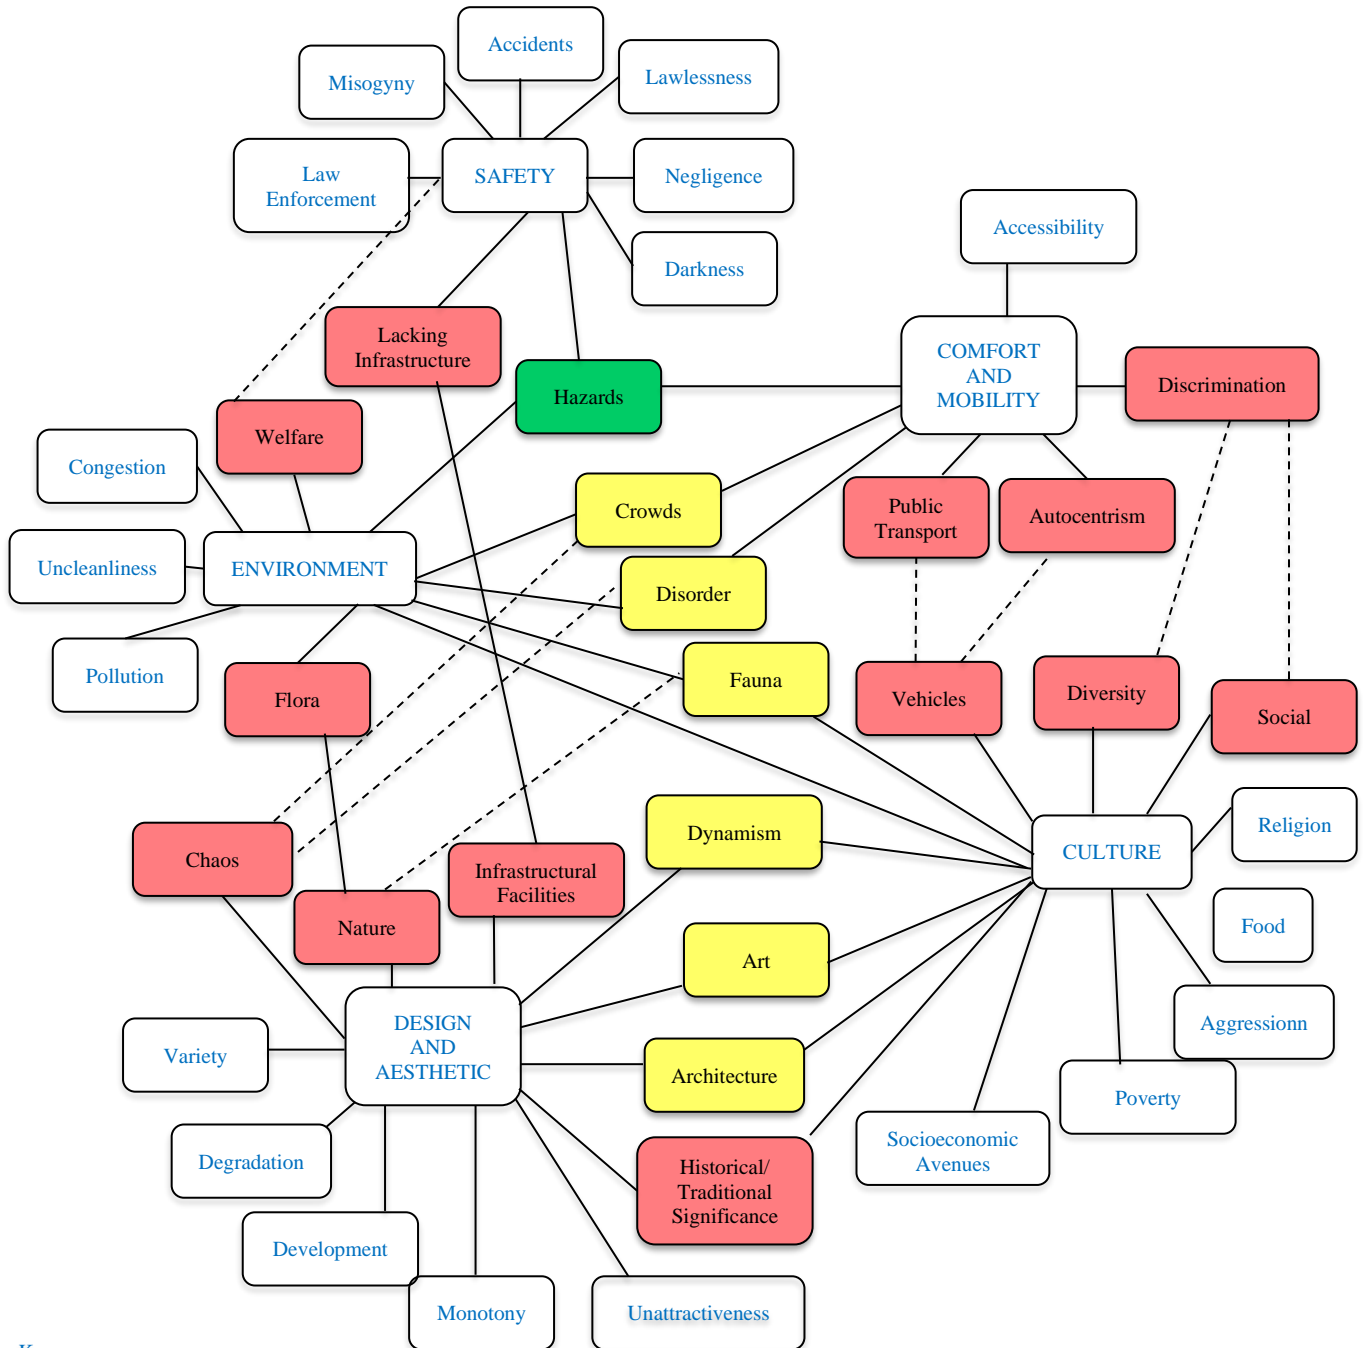 Accidents
Misogyny
Lawlessness
Law
Enforcement
SAFETY
Negligence
Accessibility
Darkness
Lacking
Infrastructure
COMFORT
AND
MOBILITY
Discrimination
Hazards
Welfare
Congestion
Crowds
Public
Transport
Autocentrism
Uncleanliness
ENVIRONMENT
Disorder
Pollution
Flora
Fauna
Vehicles
Diversity
Social
Dynamism
Religion
Chaos
Infrastructural
Facilities
CULTURE
Nature
Food
Art
DESIGN
AND
AESTHETIC
Aggressionn
Variety
Architecture
Poverty
Degradation
Socioeconomic
Avenues
Historical/
Traditional
Significance
Development
Monotony
Unattractiveness